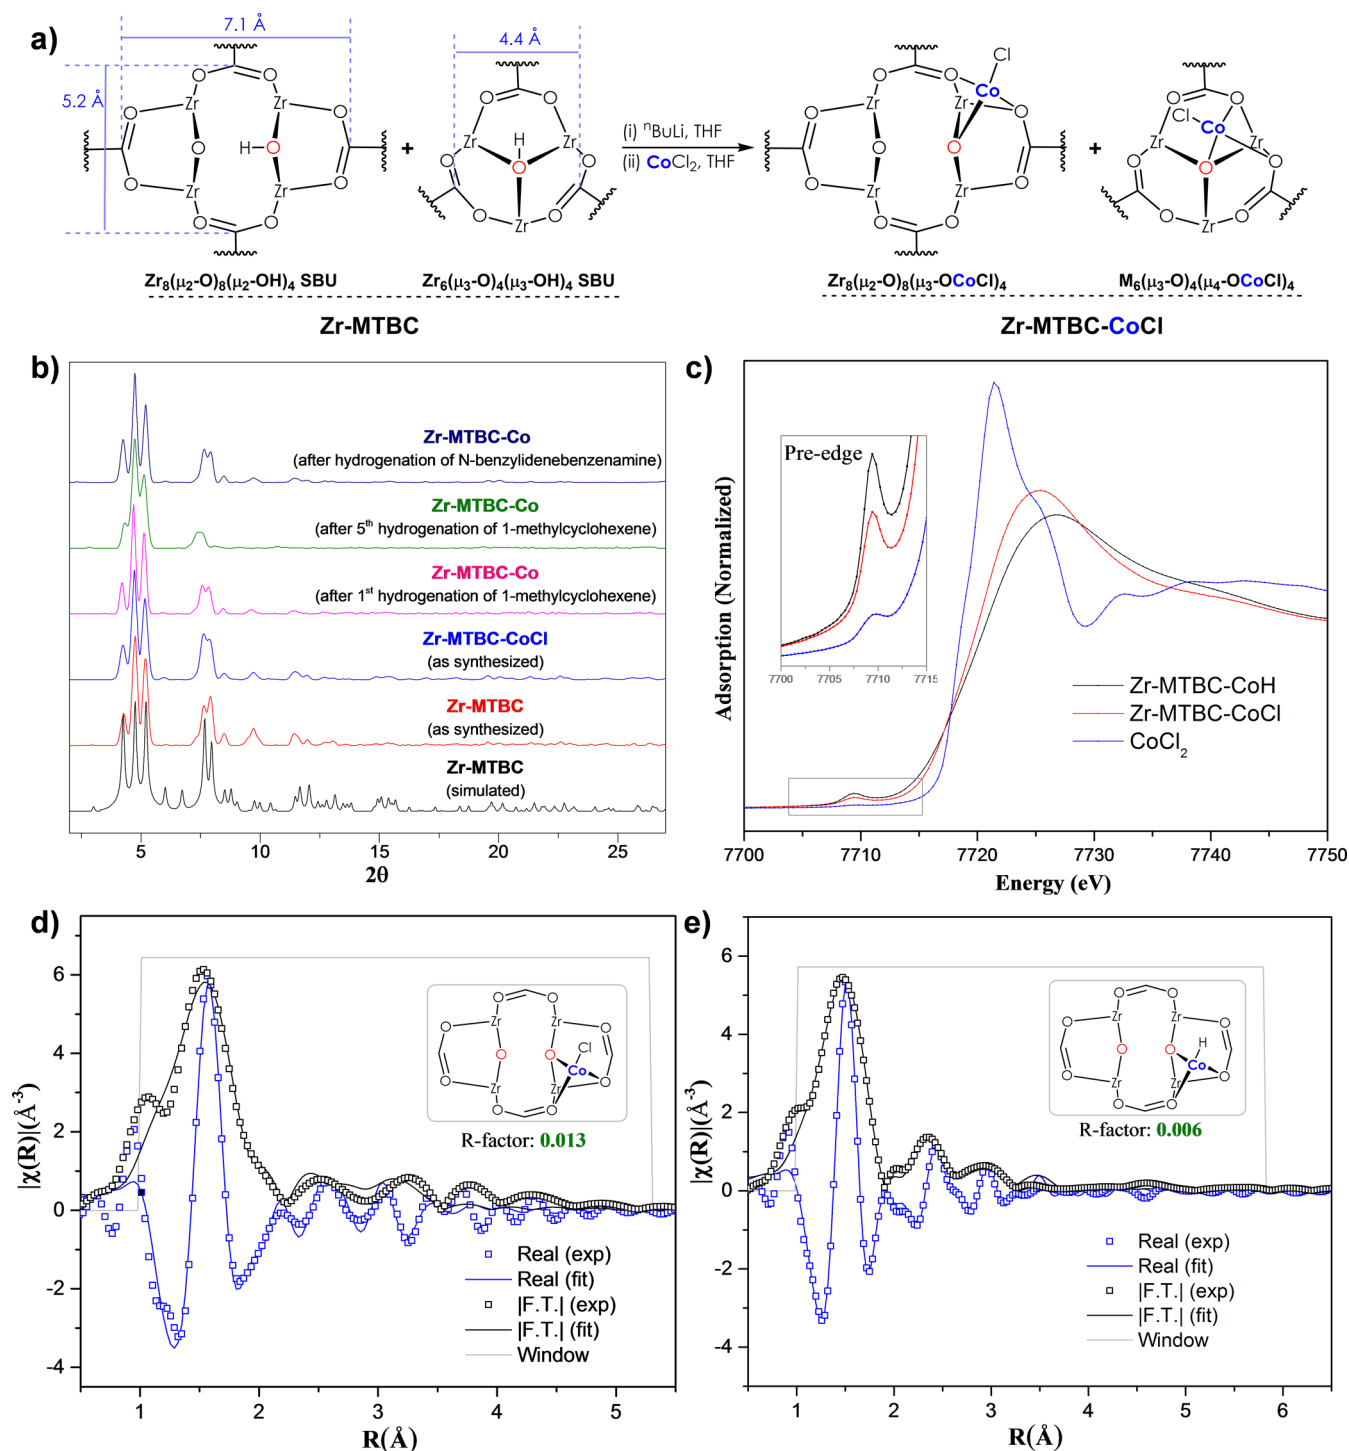 a)
7.1 Å
5.2 Å
4.4 Å
O
O
O
O
Zr
Zr
O
H
O
Zr
Zr
O
O
O
O
+
O
O
H
Zr
Zr
O
O
O
O
O
Zr
(i) ⁿBuLi, THF
(ii) CoCl₂, THF
Cl
Co
O
O
O
O
Zr
Zr
O
O
Zr
Zr
O
O
O
O
+
O
O
Cl
Co
Zr
Zr
O
O
O
O
O
Zr
Zr₈(μ₂-O)₈(μ₂-OH)₄ SBU
Zr₆(μ₃-O)₄(μ₃-OH)₄ SBU
Zr₈(μ₂-O)₈(μ₃-OCoCl)₄
M₆(μ₃-O)₄(μ₄-OCoCl)₄
Zr-MTBC
Zr-MTBC-CoCl
b)
Zr-MTBC-Co
(after hydrogenation of N-benzylidenebenzenamine)
Zr-MTBC-Co
(after 5th hydrogenation of 1-methylcyclohexene)
Zr-MTBC-Co
(after 1st hydrogenation of 1-methylcyclohexene)
Zr-MTBC-CoCl
(as synthesized)
Zr-MTBC
(as synthesized)
Zr-MTBC
(simulated)
5 10 15 20 25
2θ
c)
Adsorption (Normalized)
Pre-edge
7700 7705 7710 7715
Zr-MTBC-CoH
Zr-MTBC-CoCl
CoCl₂
7700 7710 7720 7730 7740 7750
Energy (eV)
d)
|χ(R)|(Å⁻³)
6
4
2
0
-2
-4
O
O
O
Zr
Zr
O
O
O
Cl
Co
O
Zr
Zr
O
O
O
R-factor: 0.013
Real (exp)
Real (fit)
|F.T.| (exp)
|F.T.| (fit)
Window
1 2 3 4 5
R(Å)
e)
|χ(R)|(Å⁻³)
6
4
2
0
-2
-4
O
O
O
Zr
Zr
O
O
O
H
Co
O
Zr
Zr
O
O
O
R-factor: 0.006
Real (exp)
Real (fit)
|F.T.| (exp)
|F.T.| (fit)
Window
1 2 3 4 5 6
R(Å)